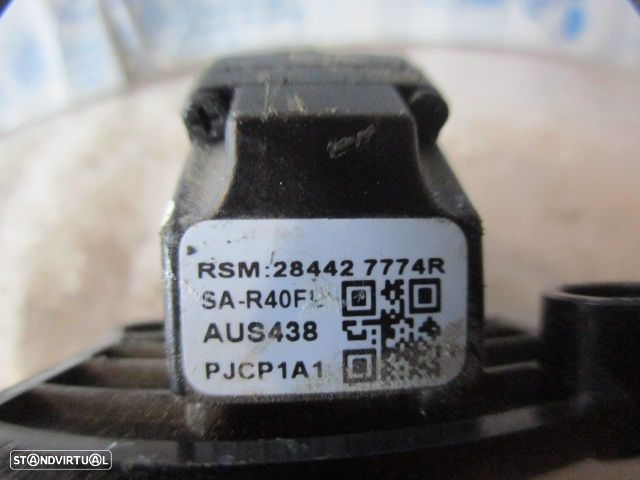 RSM:28442 7774R
AUS438
PJCP1A1
STANDVIRTUAL